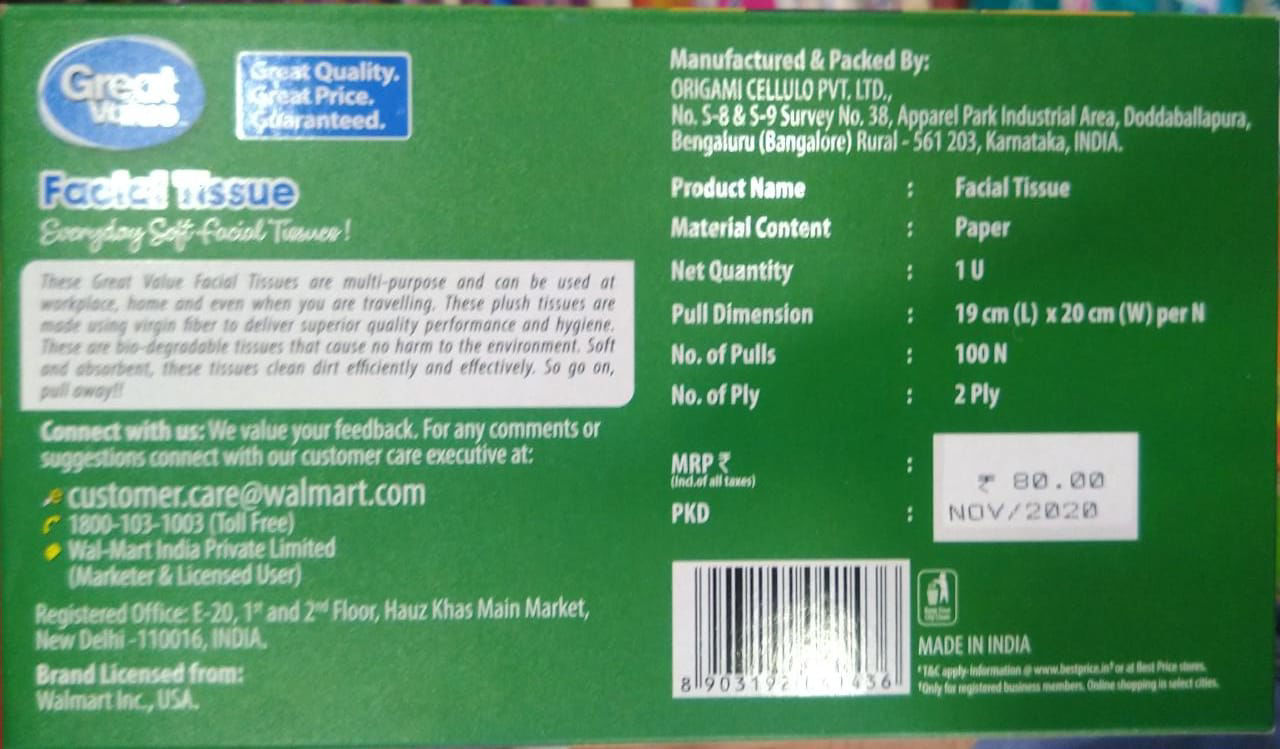 Great
Value
Great Quality.
Great Price.
Guaranteed.
Facial Tissue
Everyday Soft Facial Tissues!
These Great Value Facial Tissues are multi-purpose and can be used at
workplace, home and even when you are travelling. These plush tissues are
made using virgin fiber to deliver superior quality performance and hygiene.
These are bio-degradable tissues that cause no harm to the environment. Soft
and absorbent, these tissues clean dirt efficiently and effectively. So go on,
pull away!!
Connect with us: We value your feedback. For any comments or
suggestions connect with our customer care executive at:
customer.care@walmart.com
1800-103-1003 (Toll Free)
Wal-Mart India Private Limited
(Marketer & Licensed User)
Registered Office: E-20, 1st and 2nd Floor, Hauz Khas Main Market,
New Delhi -110016, INDIA.
Brand Licensed from:
Walmart Inc., USA.
Manufactured & Packed By:
ORIGAMI CELLULO PVT. LTD.,
No. S-8 & S-9 Survey No. 38, Apparel Park Industrial Area, Doddaballapura,
Bengaluru (Bangalore) Rural - 561 203, Karnataka, INDIA.
Product Name : Facial Tissue
Material Content : Paper
Net Quantity : 1 U
Pull Dimension : 19 cm (L) x 20 cm (W) per N
No. of Pulls : 100 N
No. of Ply : 2 Ply
MRP ₹ : ₹ 80.00
(Incl.of all taxes)
PKD : NOV/2020
MADE IN INDIA
*T&C apply-information @ www.bestprice.in† or at Best Price stores.
†Only for registered business members. Online shopping in select cities.